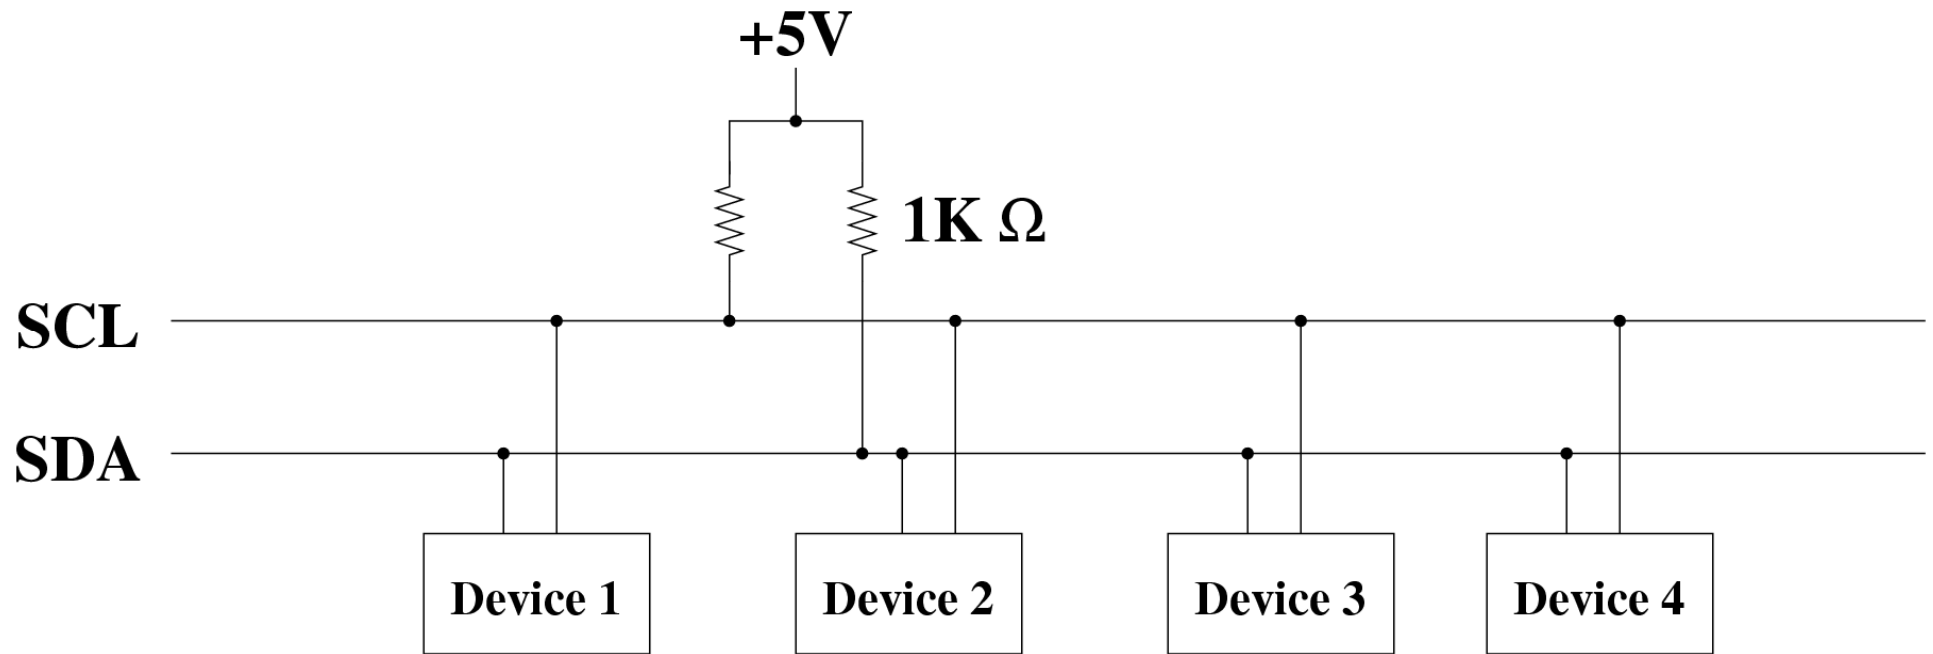 +5V
1K Ω
SCL
SDA
Device 1
Device 2
Device 3
Device 4